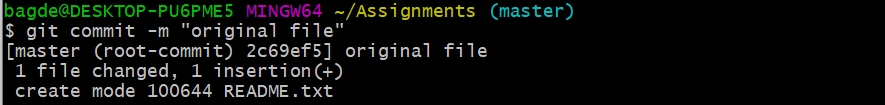 bagde@DESKTOP-PU6PME5 MINGW64 ~/Assignments (master)
$ git commit -m "original file"
[master (root-commit) 2c69ef5] original file
 1 file changed, 1 insertion(+)
 create mode 100644 README.txt